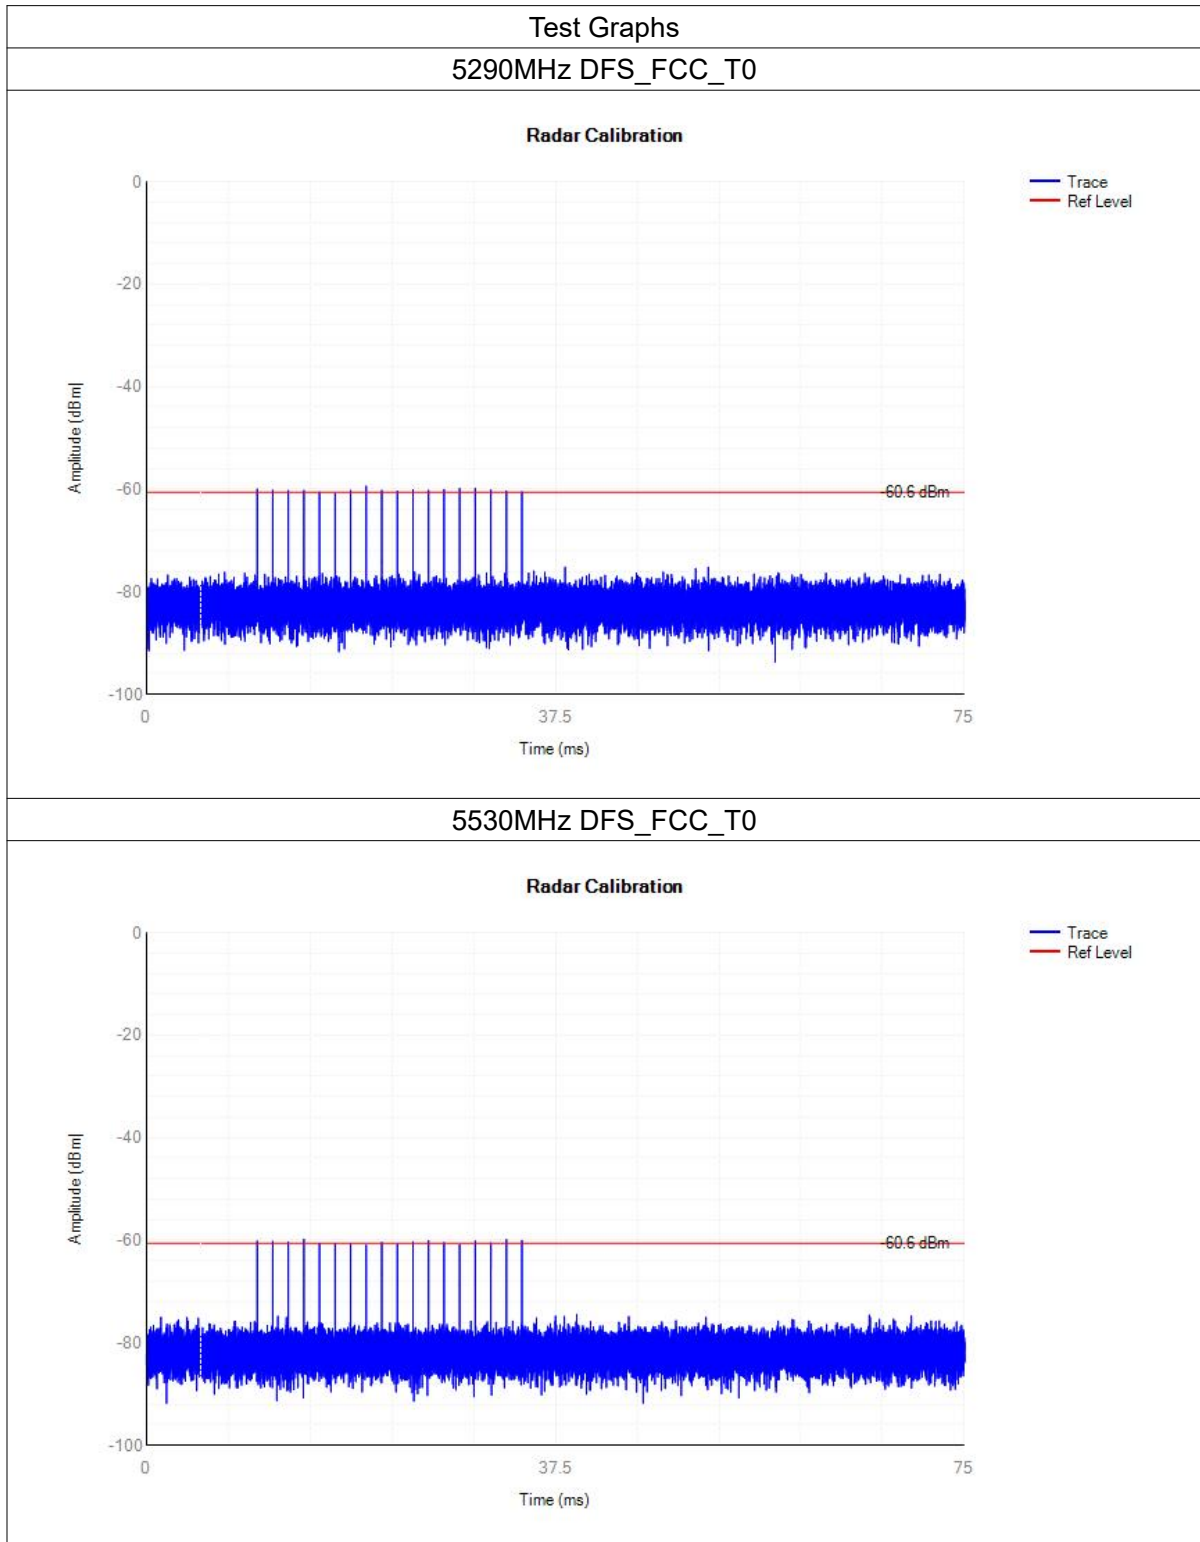 Test Graphs
5290MHz DFS_FCC_T0
Radar Calibration
Trace
Ref Level
0
-20
-40
-60
-80
-100
Amplitude [dBm]
-60.6 dBm
0
37.5
75
Time (ms)
5530MHz DFS_FCC_T0
Radar Calibration
Trace
Ref Level
0
-20
-40
-60
-80
-100
Amplitude [dBm]
-60.6 dBm
0
37.5
75
Time (ms)